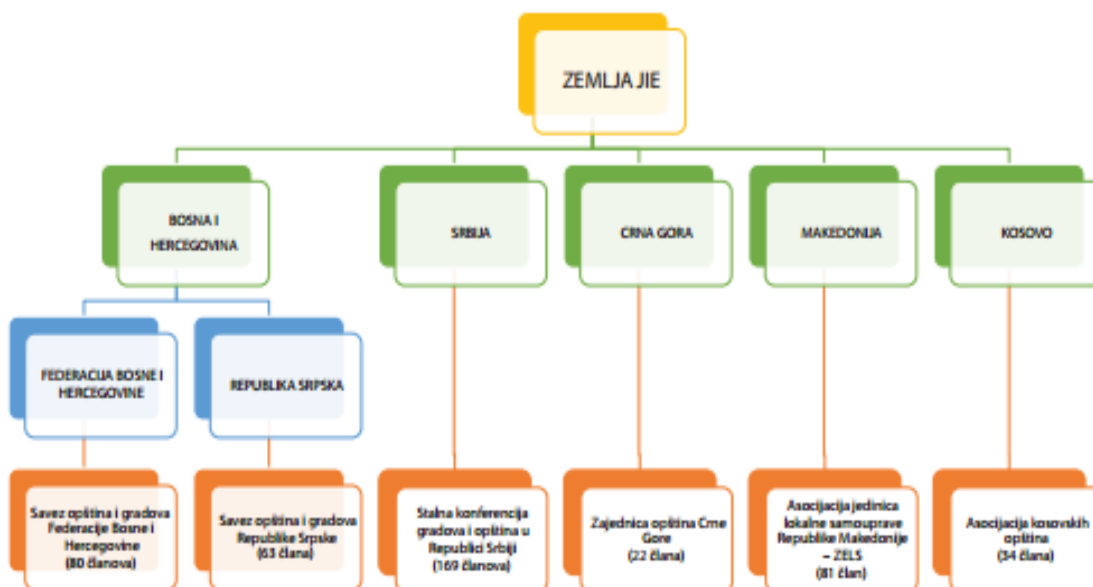 ZEMLJA JIE
BOSNA I
HERCEGOVINA
SRBIJA
CRNA GORA
MAKEDONIJA
KOSOVO
FEDERACIJA BOSNE I
HERCEGOVINE
REPUBLIKA SRPSKA
Savez opština i gradova
Federacije Bosne i
Hercegovine
(80 članova)
Savez opština i gradova
Republike Srpske
(63 člana)
Stalna konferencija
gradova i opština u
Republici Srbiji
(169 članova)
Zajednica opština Crne
Gore
(22 člana)
Asocijacija jedinica
lokalne samouprave
Republike Makedonije
– ZELS
(81 član)
Asocijacija kosovskih
opština
(34 člana)